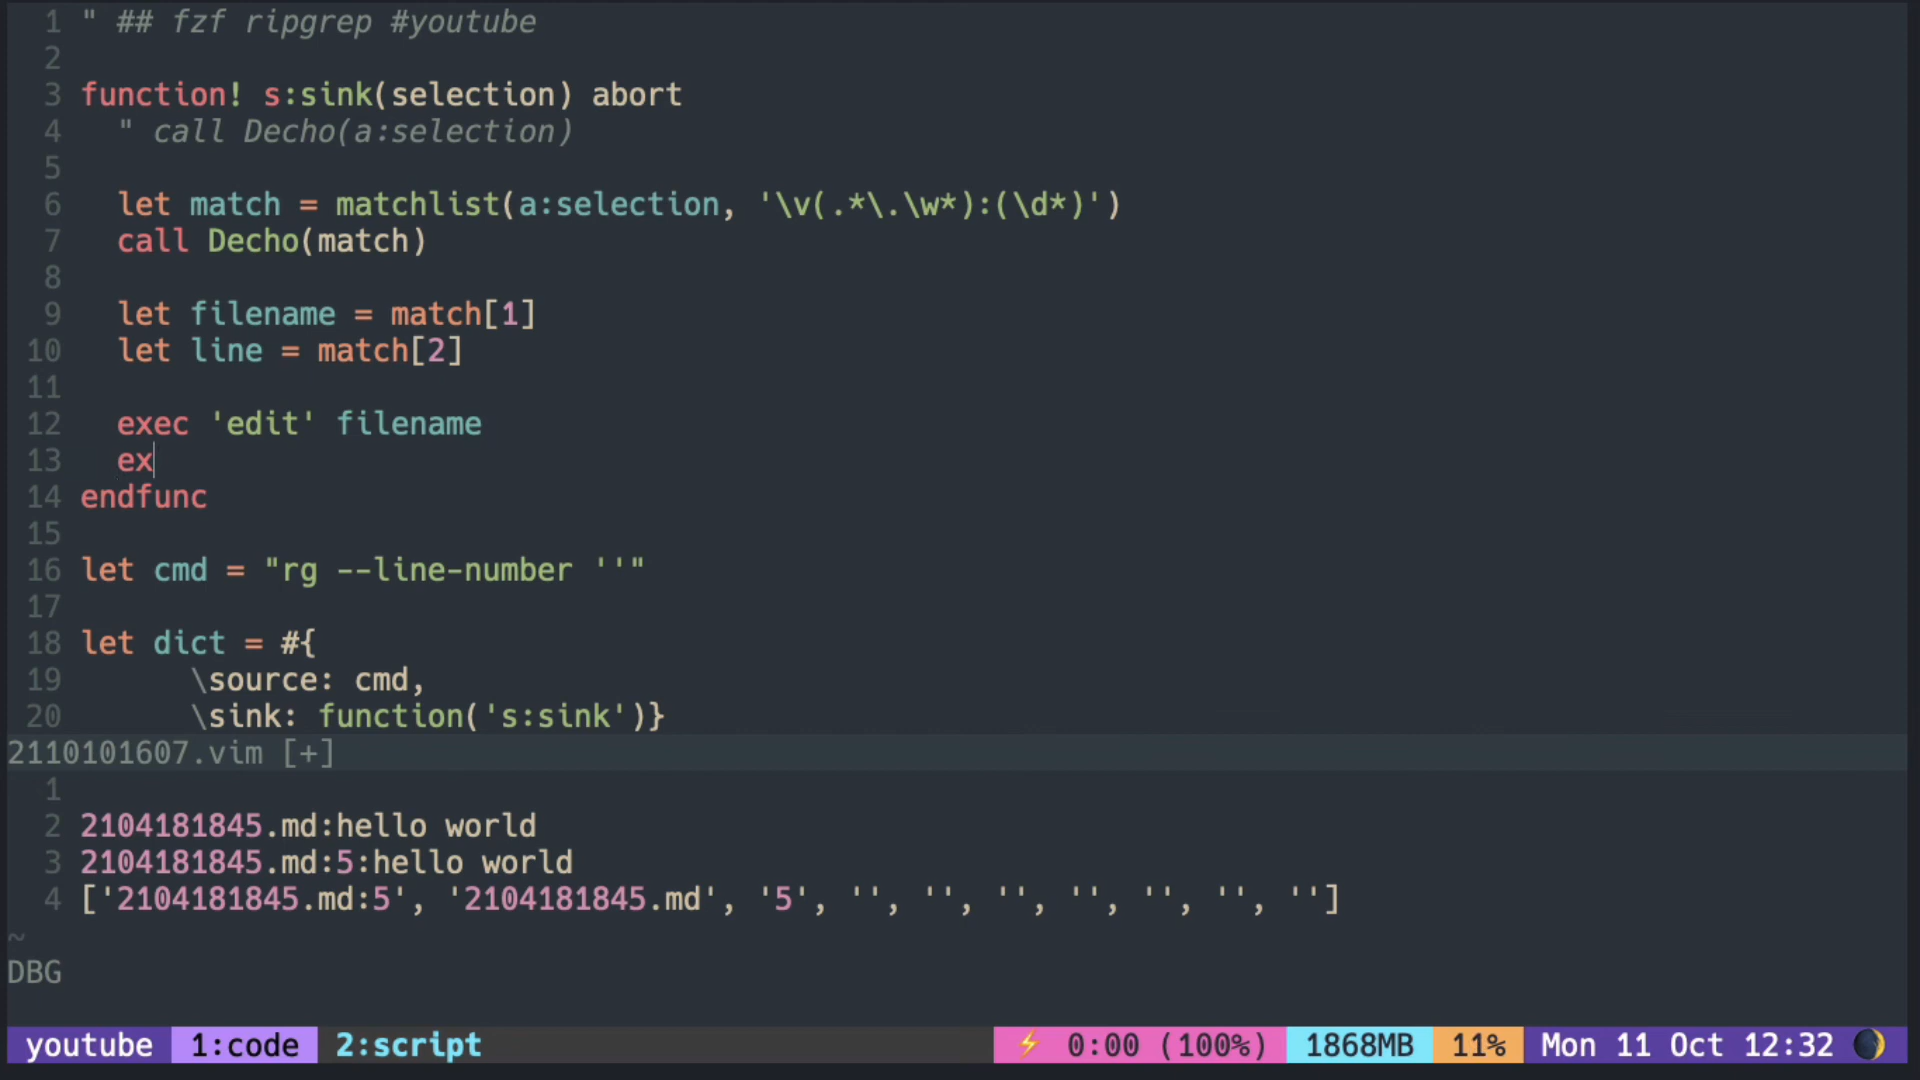 1 " ## fzf ripgrep #youtube
2
3 function! s:sink(selection) abort
4   " call Decho(a:selection)
5
6   let match = matchlist(a:selection, '\v(.*\.\w*):(\d*)')
7   call Decho(match)
8
9   let filename = match[1]
10   let line = match[2]
11
12   exec 'edit' filename
13   ex
14 endfunc
15
16 let cmd = "rg --line-number ''"
17
18 let dict = #{
19       \source: cmd,
20       \sink: function('s:sink')}
2110101607.vim [+]
1
2 2104181845.md:hello world
3 2104181845.md:5:hello world
4 ['2104181845.md:5', '2104181845.md', '5', '', '', '', '', '', '', '']
~
DBG
youtube 1:code 2:script ⚡ 0:00 (100%) 1868MB 11% Mon 11 Oct 12:32